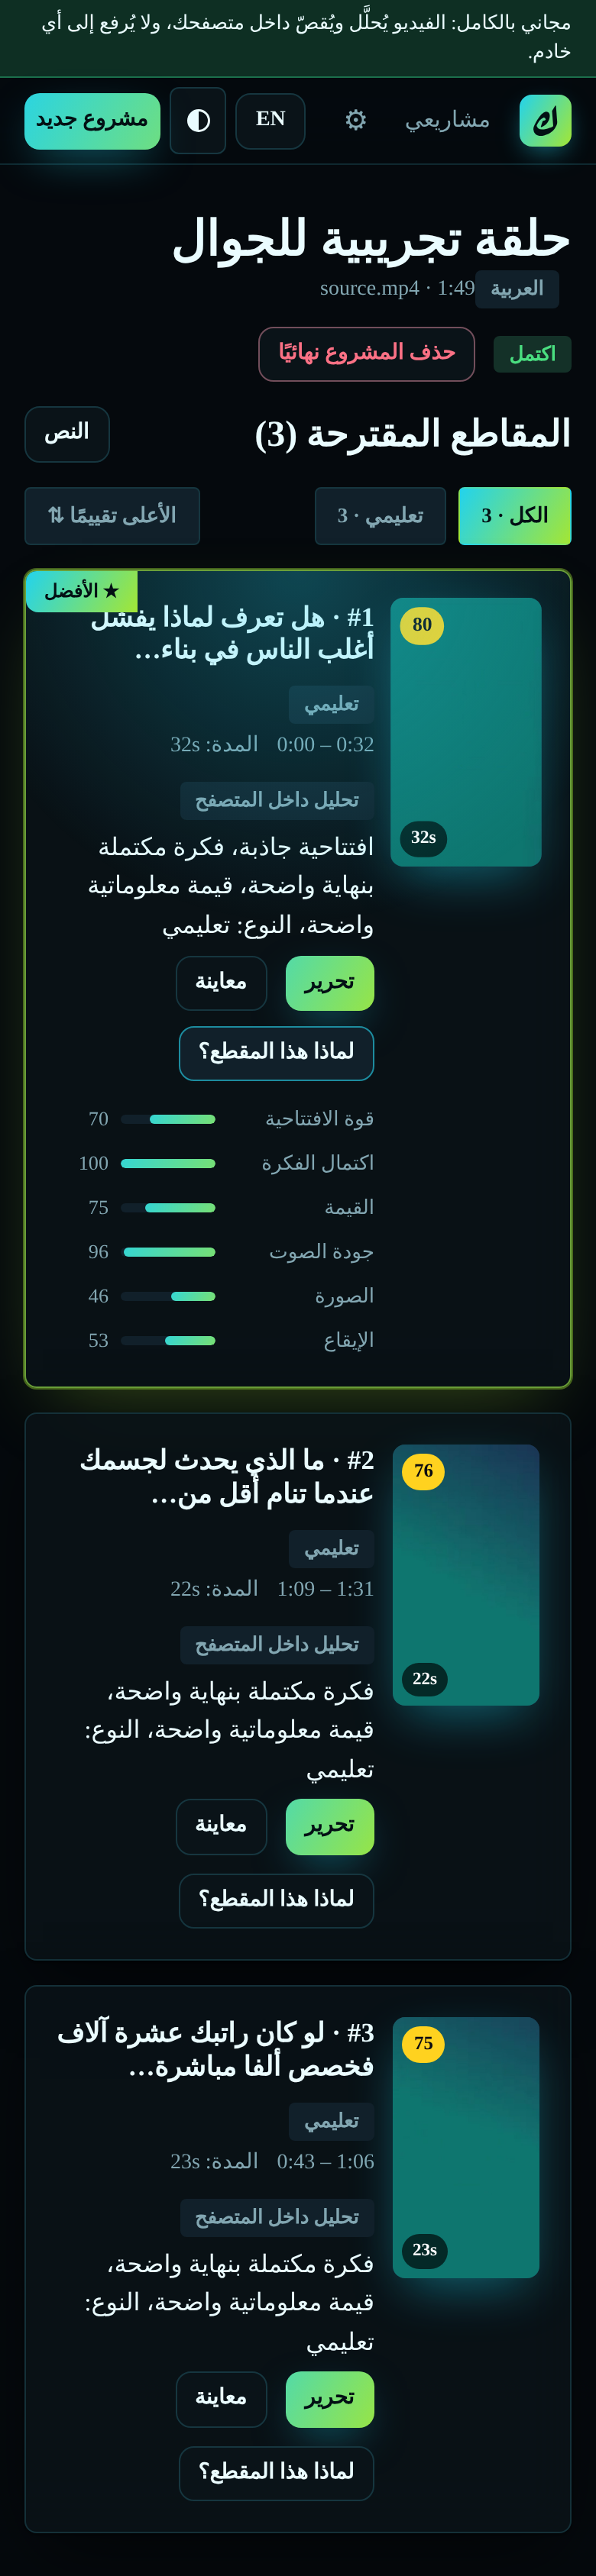 مجاني بالكامل: الفيديو يُحلَّل ويُقصّ داخل متصفحك، ولا يُرفع إلى أي
خادم.
ک
مشاريعي
⚙
EN
◐
مشروع جديد
حلقة تجريبية للجوال
العربية source.mp4 · 1:49
اكتمل
حذف المشروع نهائيًا
المقاطع المقترحة (3)
النص
الكل · 3
تعليمي · 3
الأعلى تقييمًا ⇅
★ الأفضل
80
32s
#1 · هل تعرف لماذا يفشل
أغلب الناس في بناء…
تعليمي
0:00 – 0:32 المدة: 32s
تحليل داخل المتصفح
افتتاحية جاذبة، فكرة مكتملة
بنهاية واضحة، قيمة معلوماتية
واضحة، النوع: تعليمي
تحرير
معاينة
لماذا هذا المقطع؟
قوة الافتتاحية 70
اكتمال الفكرة 100
القيمة 75
جودة الصوت 96
الصورة 46
الإيقاع 53
76
22s
#2 · ما الذي يحدث لجسمك
عندما تنام أقل من…
تعليمي
1:09 – 1:31 المدة: 22s
تحليل داخل المتصفح
فكرة مكتملة بنهاية واضحة،
قيمة معلوماتية واضحة، النوع:
تعليمي
تحرير
معاينة
لماذا هذا المقطع؟
75
23s
#3 · لو كان راتبك عشرة آلاف
فخصص ألفا مباشرة…
تعليمي
0:43 – 1:06 المدة: 23s
تحليل داخل المتصفح
فكرة مكتملة بنهاية واضحة،
قيمة معلوماتية واضحة، النوع:
تعليمي
تحرير
معاينة
لماذا هذا المقطع؟